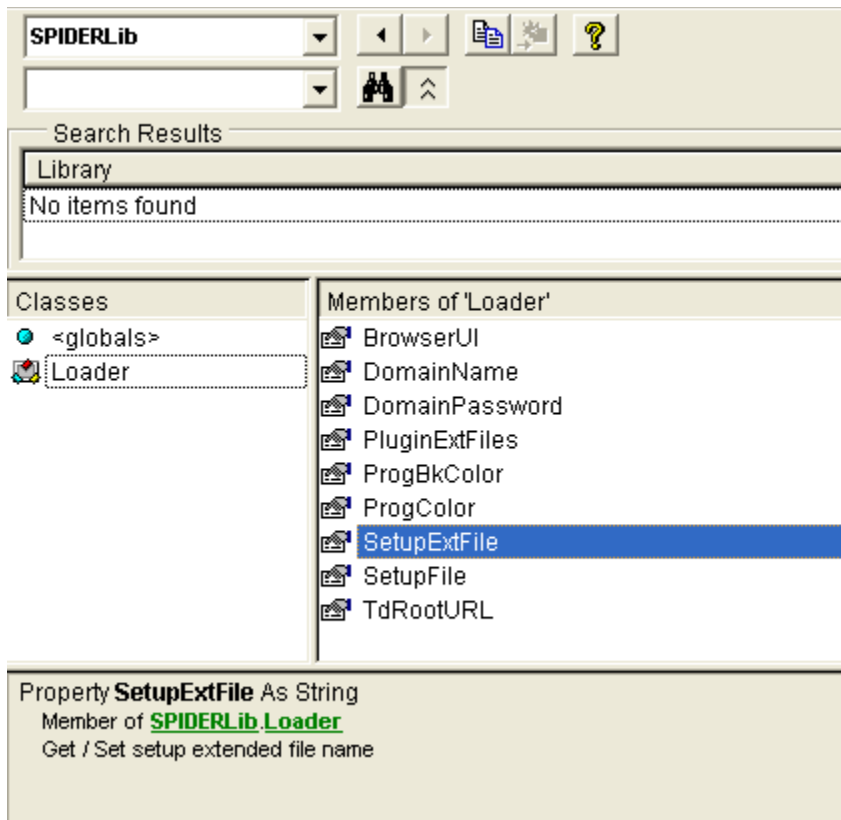 SPIDERLib
Search Results
Library
No items found
Classes
Members of 'Loader'
<globals>
Loader
BrowserUI
DomainName
DomainPassword
PluginExtFiles
ProgBkColor
ProgColor
SetupExtFile
SetupFile
TdRootURL
Property SetupExtFile As String
Member of SPIDERLib.Loader
Get / Set setup extended file name